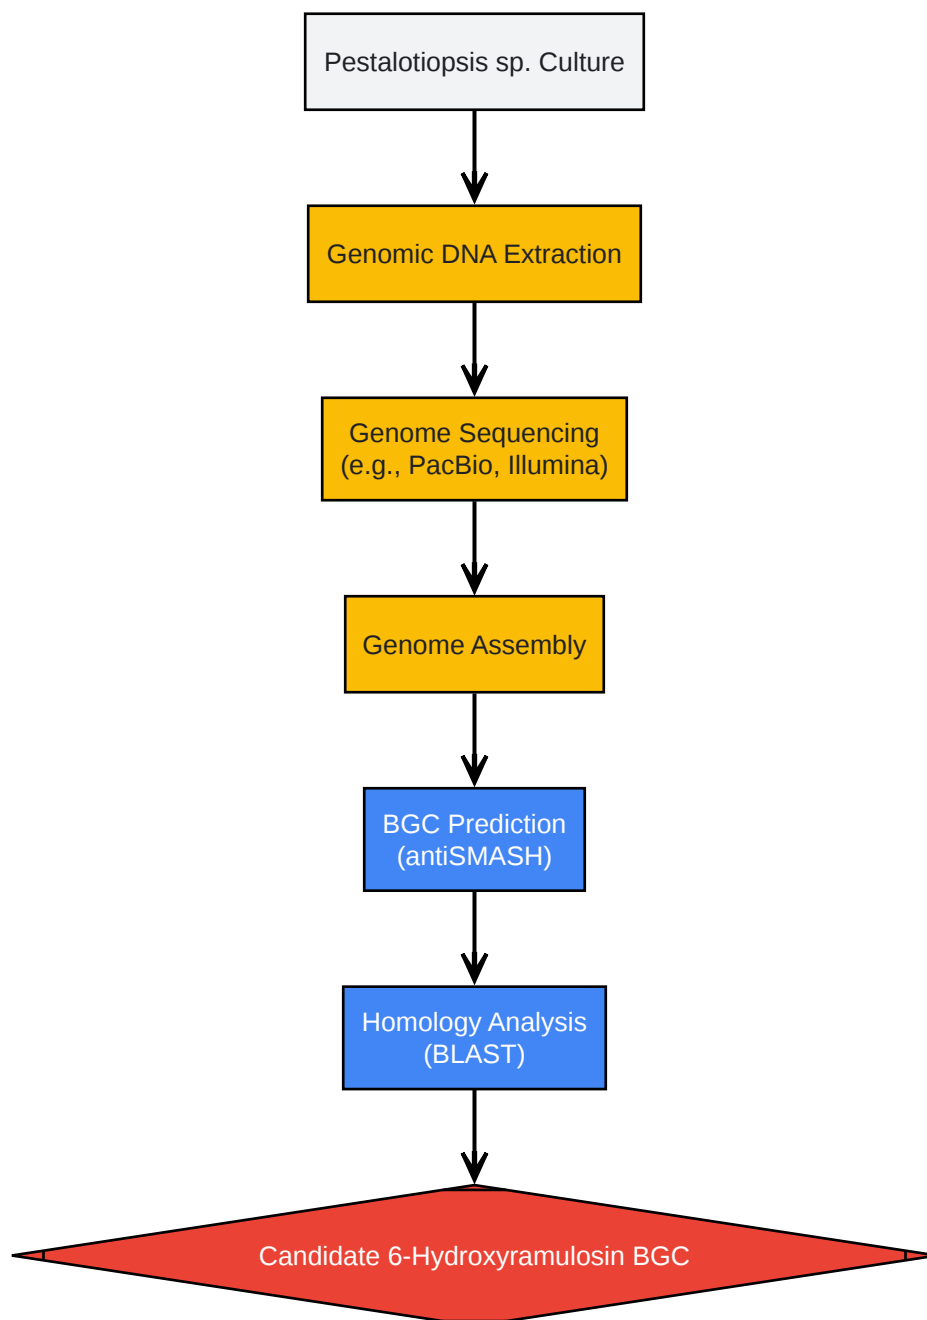 Pestalotiopsis sp. Culture
Genomic DNA Extraction
Genome Sequencing
(e.g., PacBio, Illumina)
Genome Assembly
BGC Prediction
(antiSMASH)
Homology Analysis
(BLAST)
Candidate 6-Hydroxyramulosin BGC